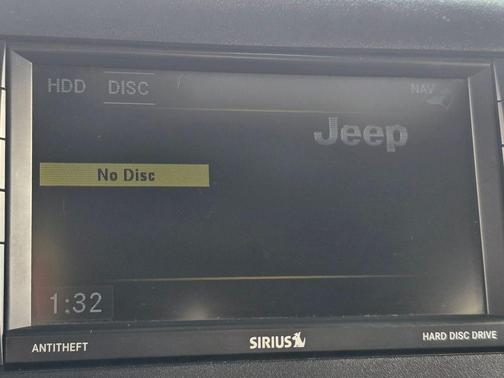 HDD DISC NAV
Jeep
No Disc
1:32
ANTITHEFT SIRIUS HARD DISC DRIVE